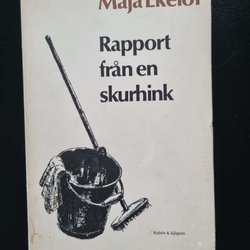 Maja Ekelöf
Rapport
från en
skurhink
Rabén & Sjögren